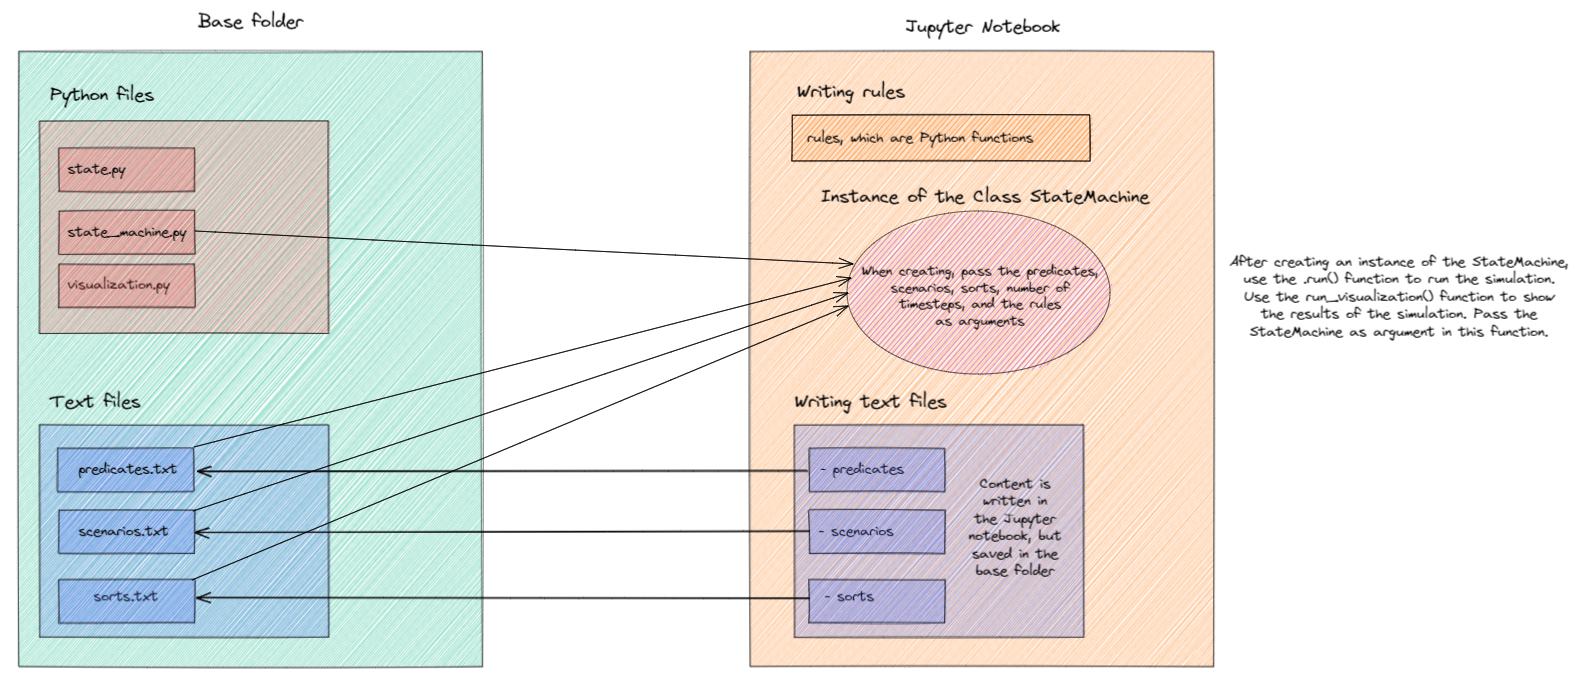 Base folder
Python files
state.py
state_machine.py
visualization.py
Text files
predicates.txt
scenarios.txt
sorts.txt
Jupyter Notebook
Writing rules
rules, which are Python functions
Instance of the Class StateMachine
When creating, pass the predicates,
scenarios, sorts, number of
timesteps, and the rules
as arguments
Writing text files
- predicates
- scenarios
- sorts
Content is
written in
the Jupyter
notebook, but
saved in the
base folder
After creating an instance of the StateMachine,
use the .run() function to run the simulation.
Use the run_visualization() function to show
the results of the simulation. Pass the
StateMachine as argument in this function.